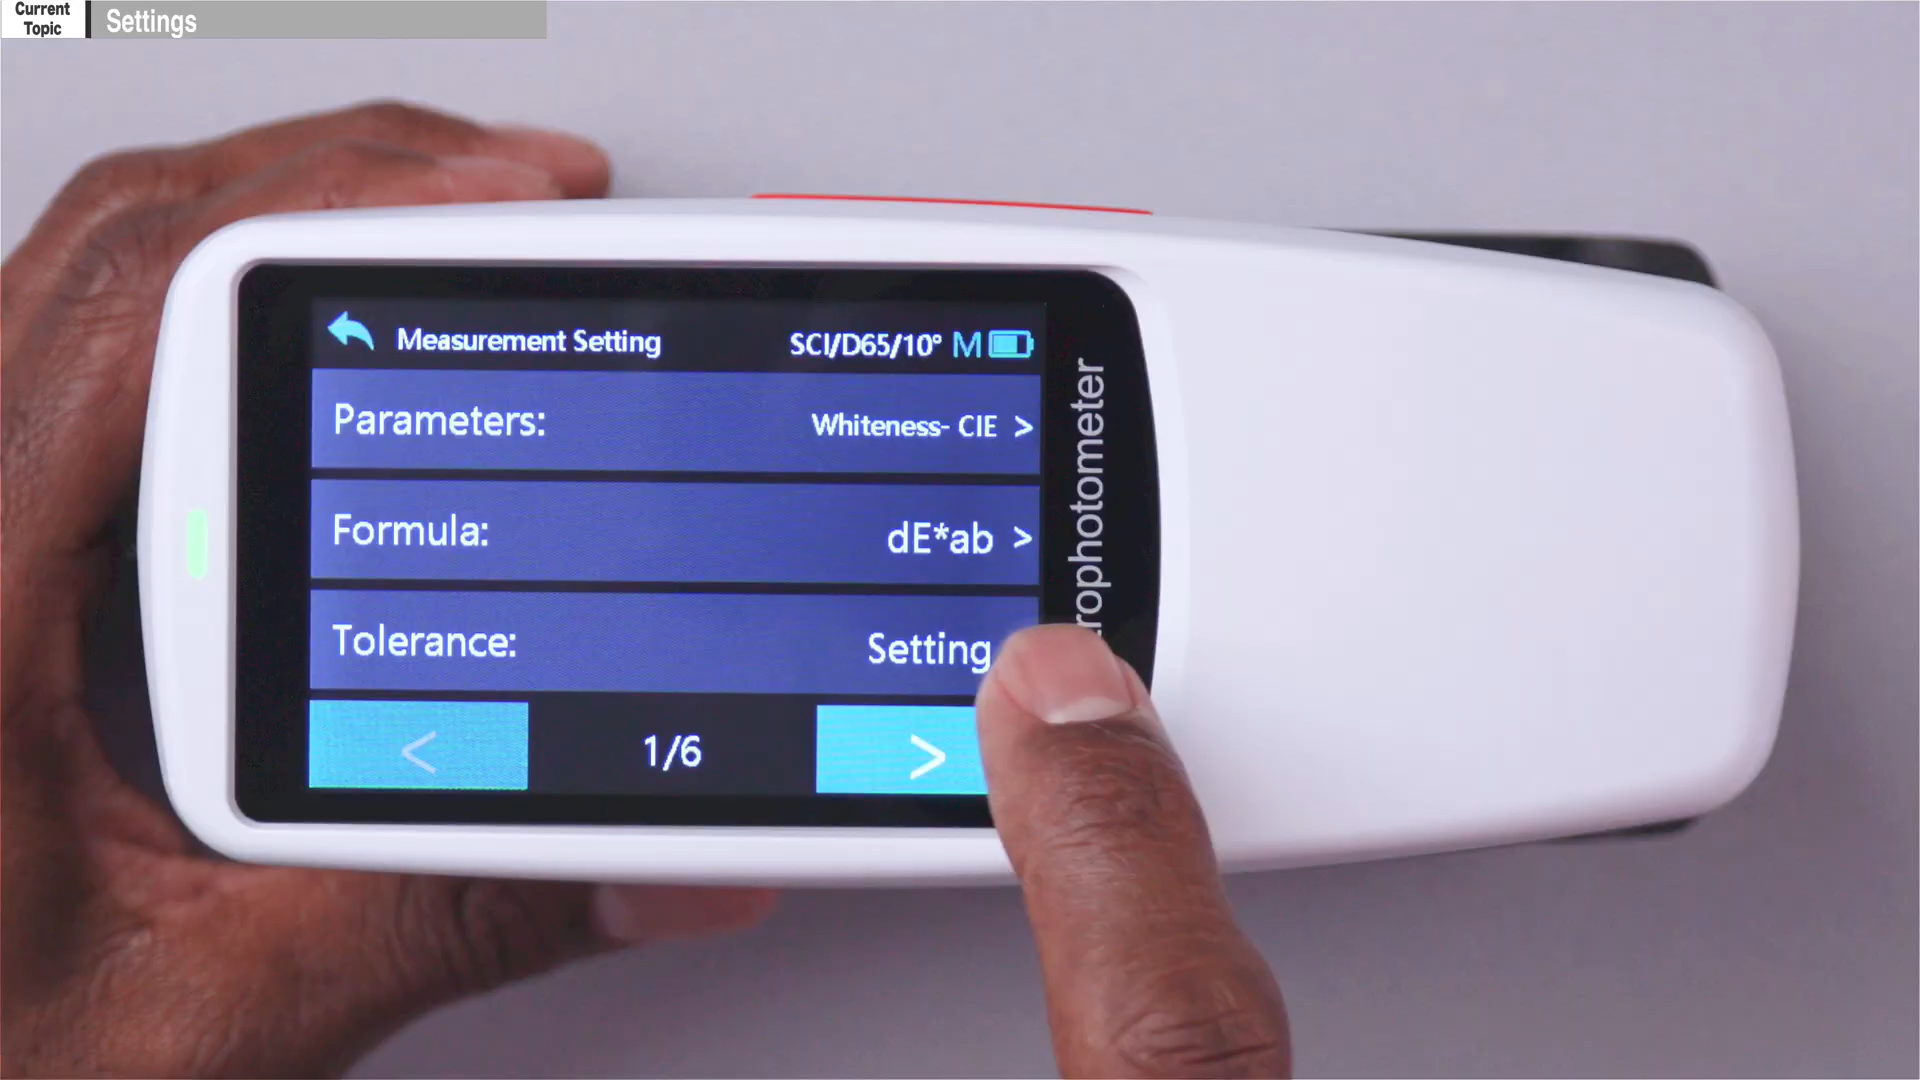 Current
Topic
Settings
Measurement Setting SCI/D65/10° M
Parameters: Whiteness- CIE >
Formula: dE*ab >
Tolerance: Setting
< 1/6 >
rophotometer